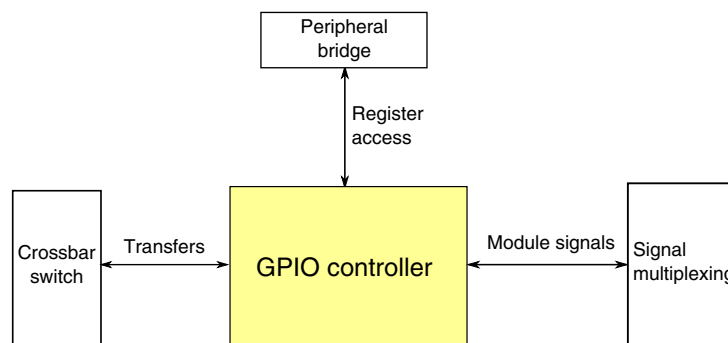 Peripheral
bridge
Register
access
Crossbar
switch
Transfers
GPIO controller
Module signals
Signal
multiplexing